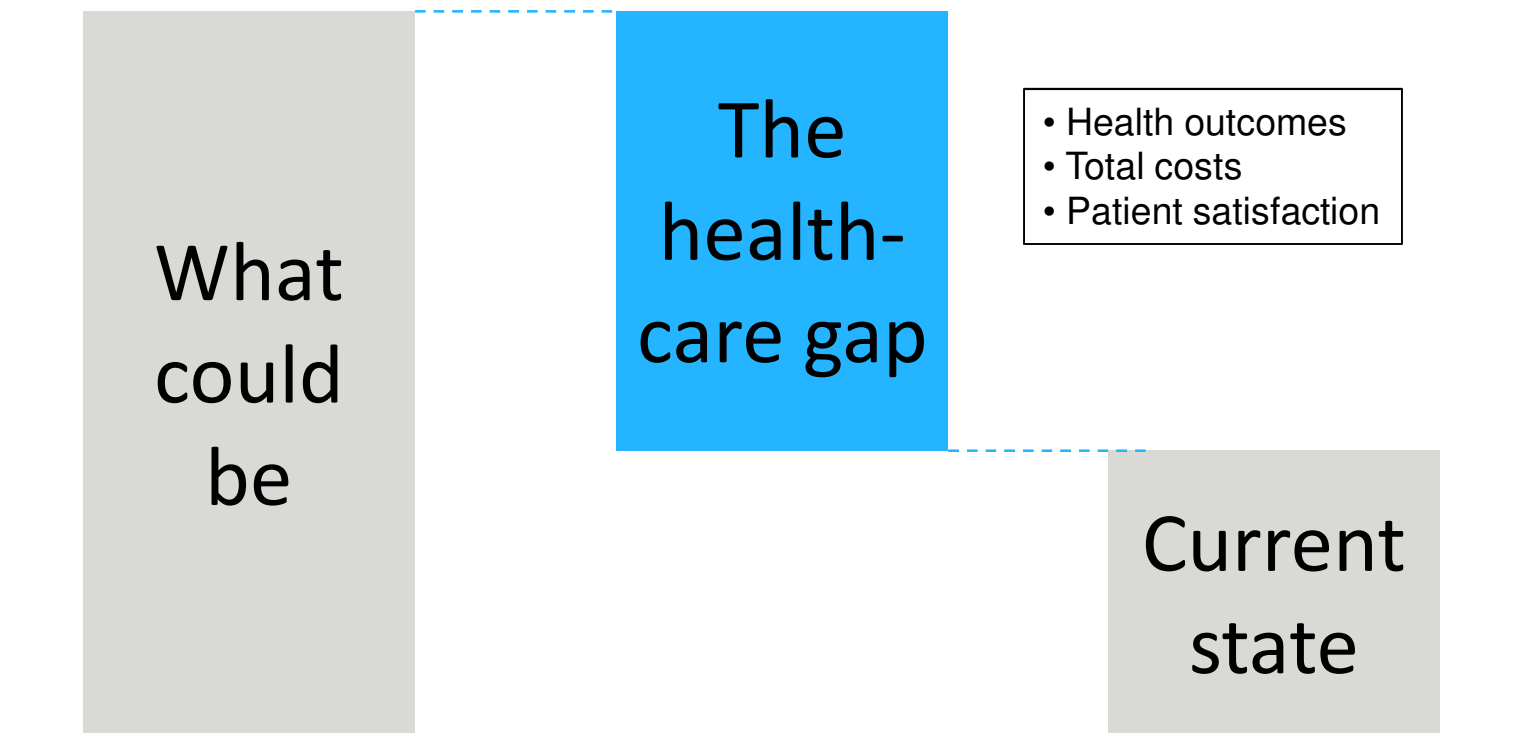 What
could
be
The
health-
care gap
• Health outcomes
• Total costs
• Patient satisfaction
Current
state